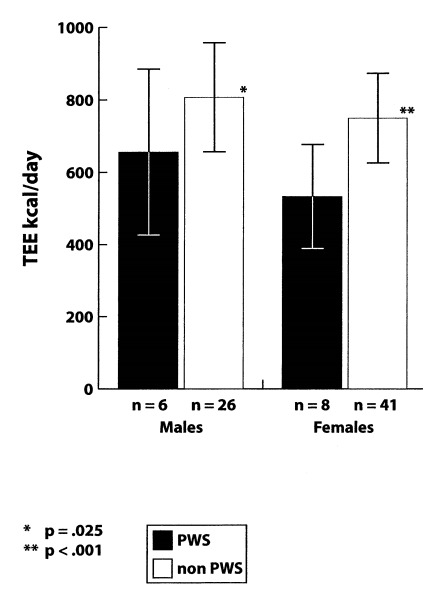 1000
800
600
400
200
0
TEE kcal/day
*
**
n = 6 n = 26 n = 8 n = 41
Males Females
* p = .025
** p < .001
PWS
non PWS